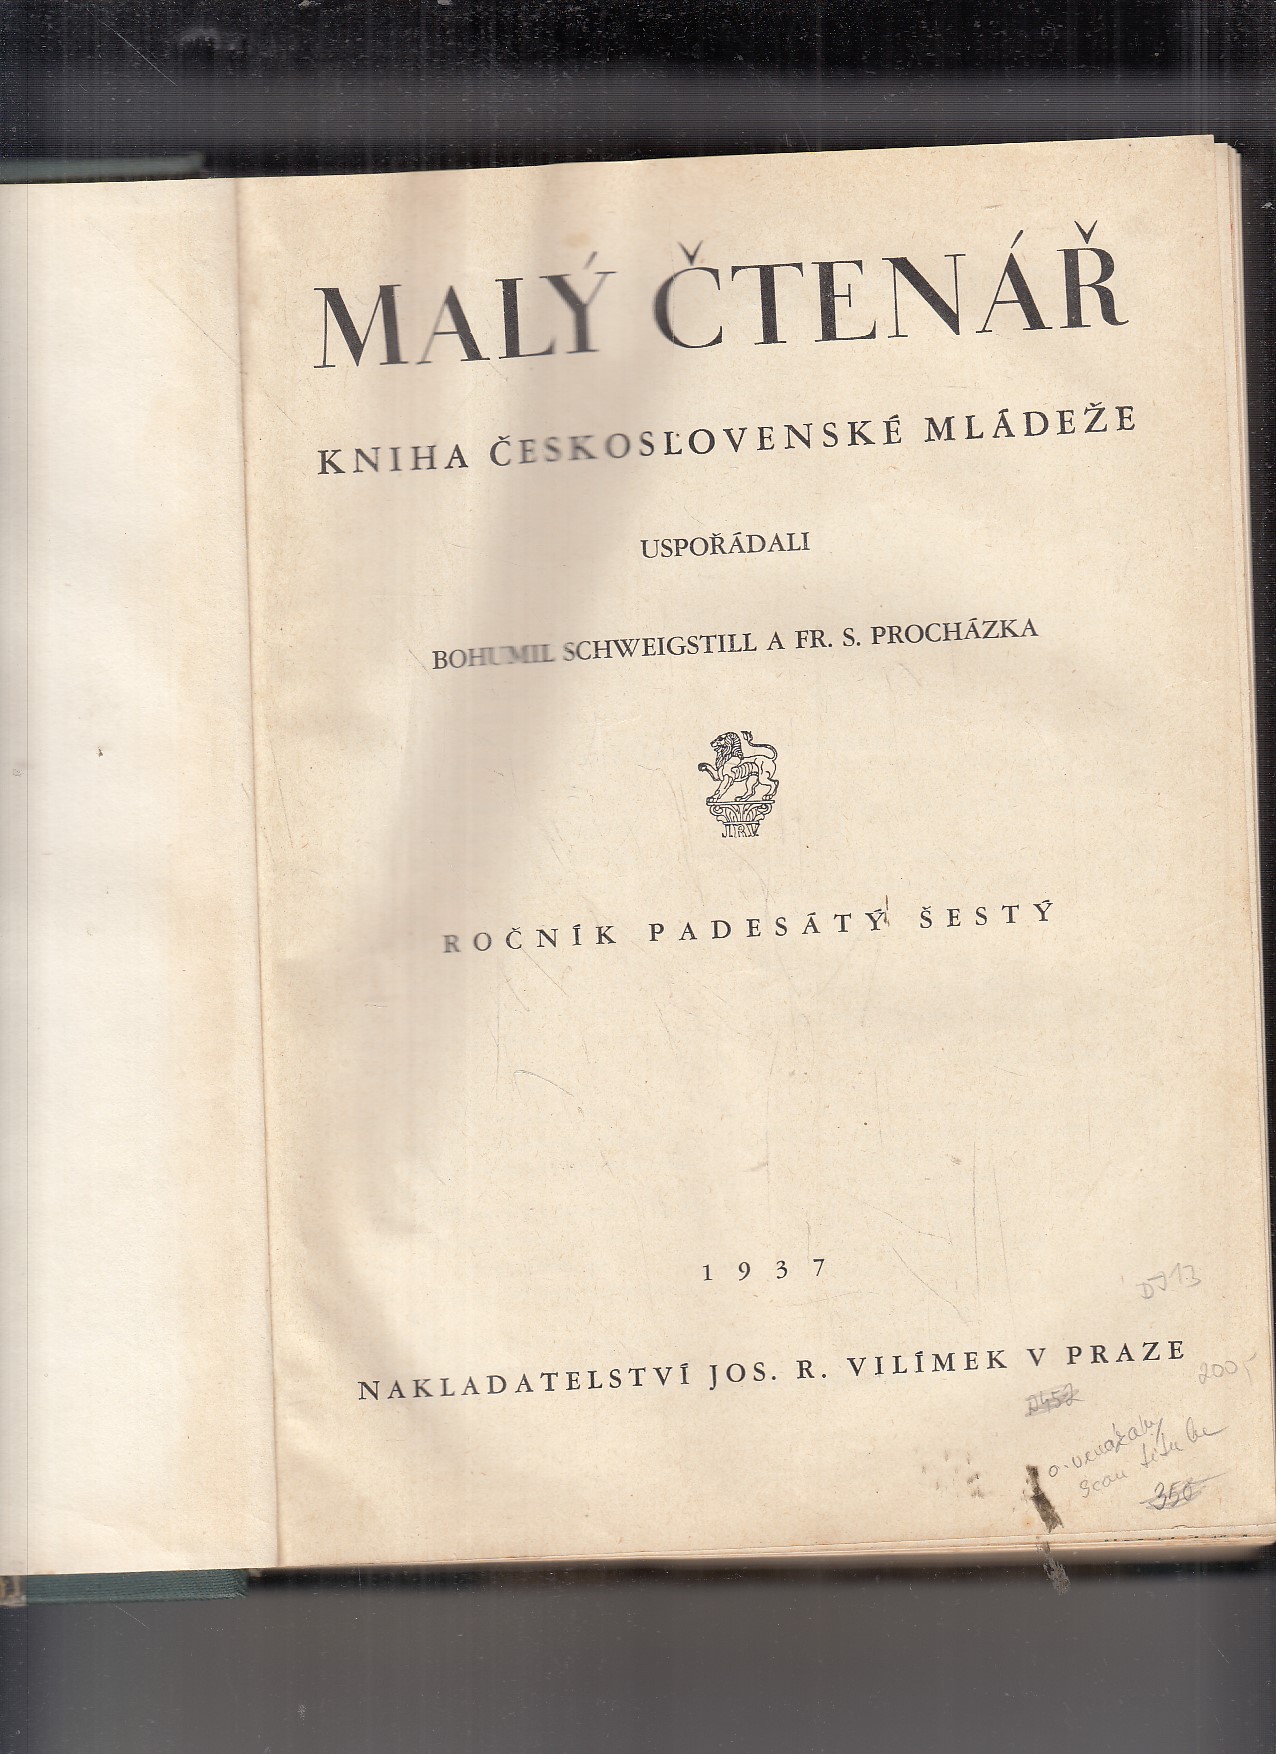 MALÝ ČTENÁŘ
KNIHA ČESKOSLOVENSKÉ MLÁDEŽE
USPOŘÁDALI
BOHUMIL SCHWEIGSTILL A FR. S. PROCHÁZKA
J.R.V
ROČNÍK PADESÁTÝ ŠESTÝ
1937
DJ13
NAKLADATELSTVÍ JOS. R. VILÍMEK V PRAZE
200,-
350